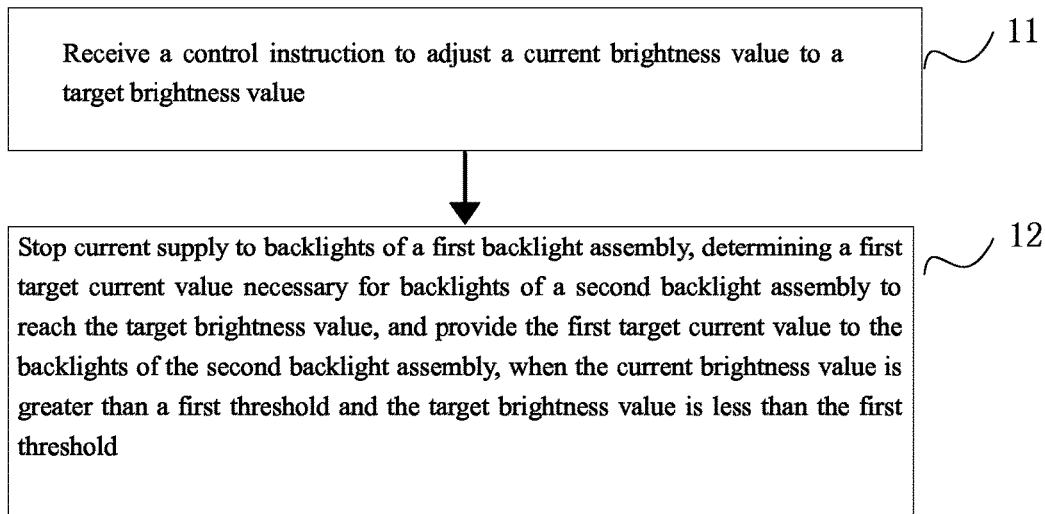 Receive a control instruction to adjust a current brightness value to a
target brightness value
11
Stop current supply to backlights of a first backlight assembly, determining a first
target current value necessary for backlights of a second backlight assembly to
reach the target brightness value, and provide the first target current value to the
backlights of the second backlight assembly, when the current brightness value is
greater than a first threshold and the target brightness value is less than the first
threshold
12